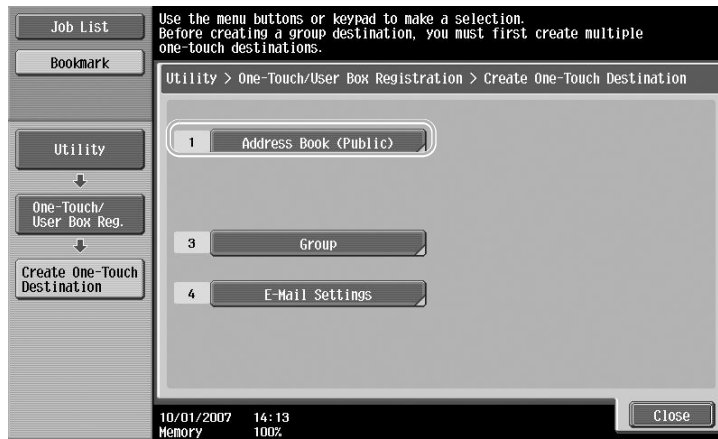 Job List
Bookmark
Use the menu buttons or keypad to make a selection.
Before creating a group destination, you must first create multiple
one-touch destinations.
Utility > One-Touch/User Box Registration > Create One-Touch Destination
Utility
One-Touch/
User Box Reg.
Create One-Touch
Destination
1 Address Book (Public)
3 Group
4 E-Mail Settings
10/01/2007 14:13
Memory 100%
Close